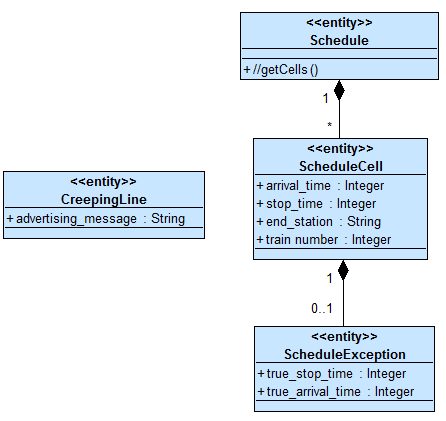 <<entity>>
Schedule
+ //getCells ()
1
*
<<entity>>
ScheduleCell
+ arrival_time : Integer
+ stop_time : Integer
+ end_station : String
+ train number : Integer
<<entity>>
CreepingLine
+ advertising_message : String
1
0..1
<<entity>>
ScheduleException
+ true_stop_time : Integer
+ true_arrival_time : Integer